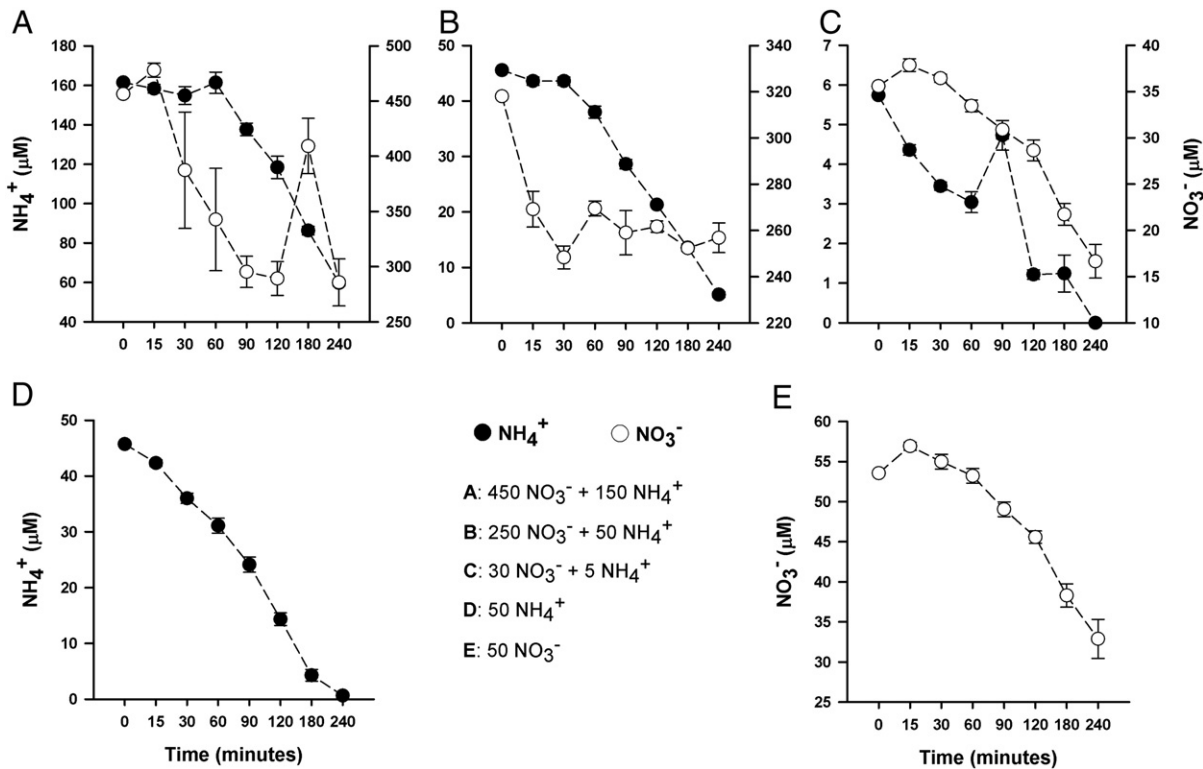 A
B
C
NH₄⁺ (µM)
180
160
140
120
100
80
60
40
500
450
400
350
300
250
0 15 30 60 90 120 180 240
50
40
30
20
10
0
340
320
300
280
260
240
220
0 15 30 60 90 120 180 240
7
6
5
4
3
2
1
0
40
35
30
25
20
15
10
NO₃⁻ (µM)
0 15 30 60 90 120 180 240
D
NH₄⁺ (µM)
50
40
30
20
10
0
0 15 30 60 90 120 180 240
Time (minutes)
NH₄⁺ NO₃⁻
A: 450 NO₃⁻ + 150 NH₄⁺
B: 250 NO₃⁻ + 50 NH₄⁺
C: 30 NO₃⁻ + 5 NH₄⁺
D: 50 NH₄⁺
E: 50 NO₃⁻
E
NO₃⁻ (µM)
60
55
50
45
40
35
30
25
0 15 30 60 90 120 180 240
Time (minutes)